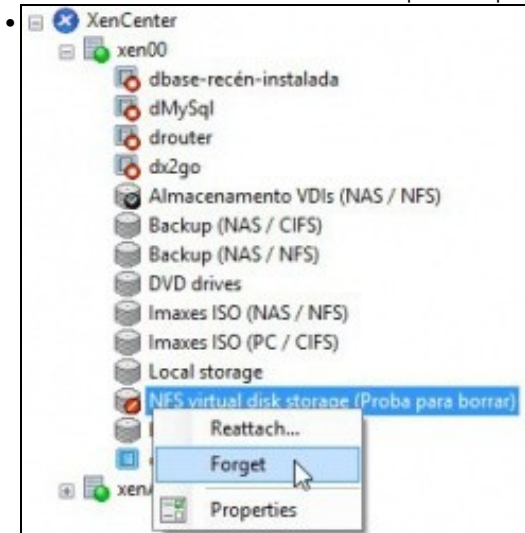 XenCenter
xen00
dbase-recén-instalada
dMySql
drouter
dx2go
Almacenamento VDIs (NAS / NFS)
Backup (NAS / CIFS)
Backup (NAS / NFS)
DVD drives
Imaxes ISO (NAS / NFS)
Imaxes ISO (PC / CIFS)
Local storage
NFS virtual disk storage (Proba para borrar)
Reattach...
Forget
Properties